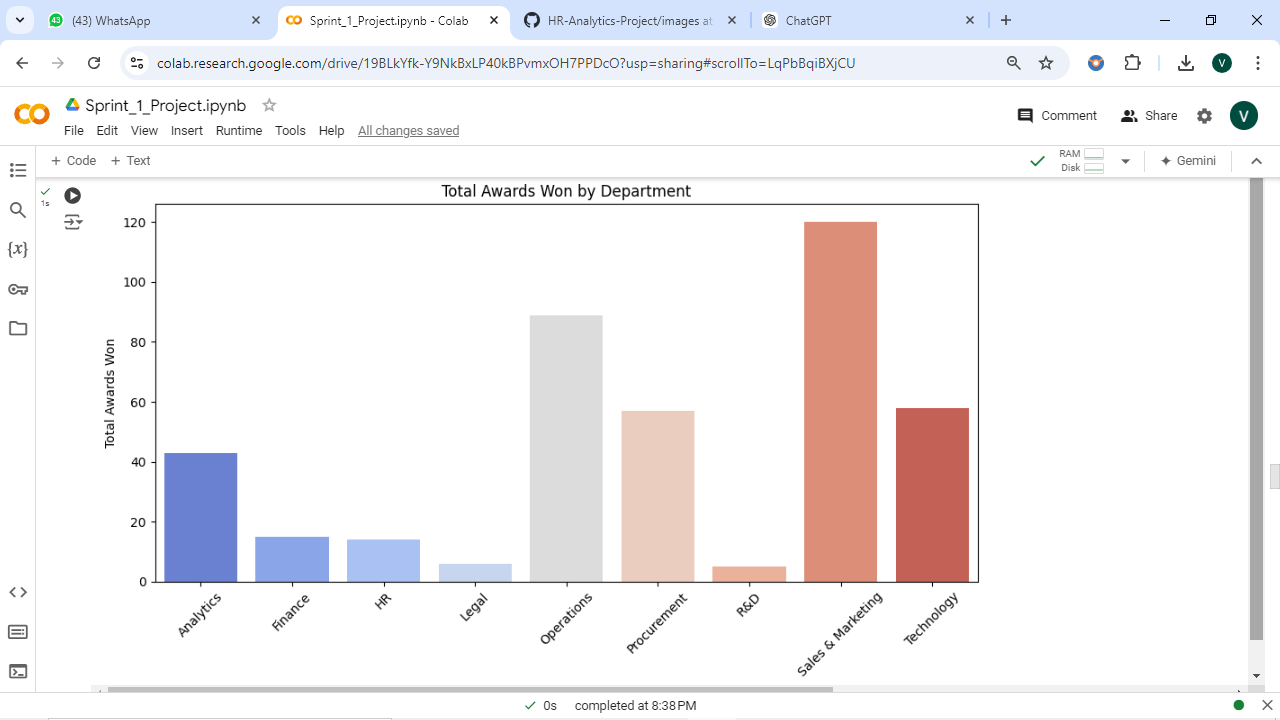 (43) WhatsApp
Sprint_1_Project.ipynb - Colab
HR-Analytics-Project/images at
ChatGPT
colab.research.google.com/drive/19BLkYfk-Y9NkBxLP40kBPvmxOH7PPDcO?usp=sharing#scrollTo=LqPbBqiBXjCU
V
CO
Sprint_1_Project.ipynb
File Edit View Insert Runtime Tools Help All changes saved
Comment
Share
V
+ Code + Text
RAM
Disk
Gemini
1s
{x}
Total Awards Won by Department
Total Awards Won
120
100
80
60
40
20
0
Analytics
Finance
HR
Legal
Operations
Procurement
R&D
Sales & Marketing
Technology
0s completed at 8:38 PM